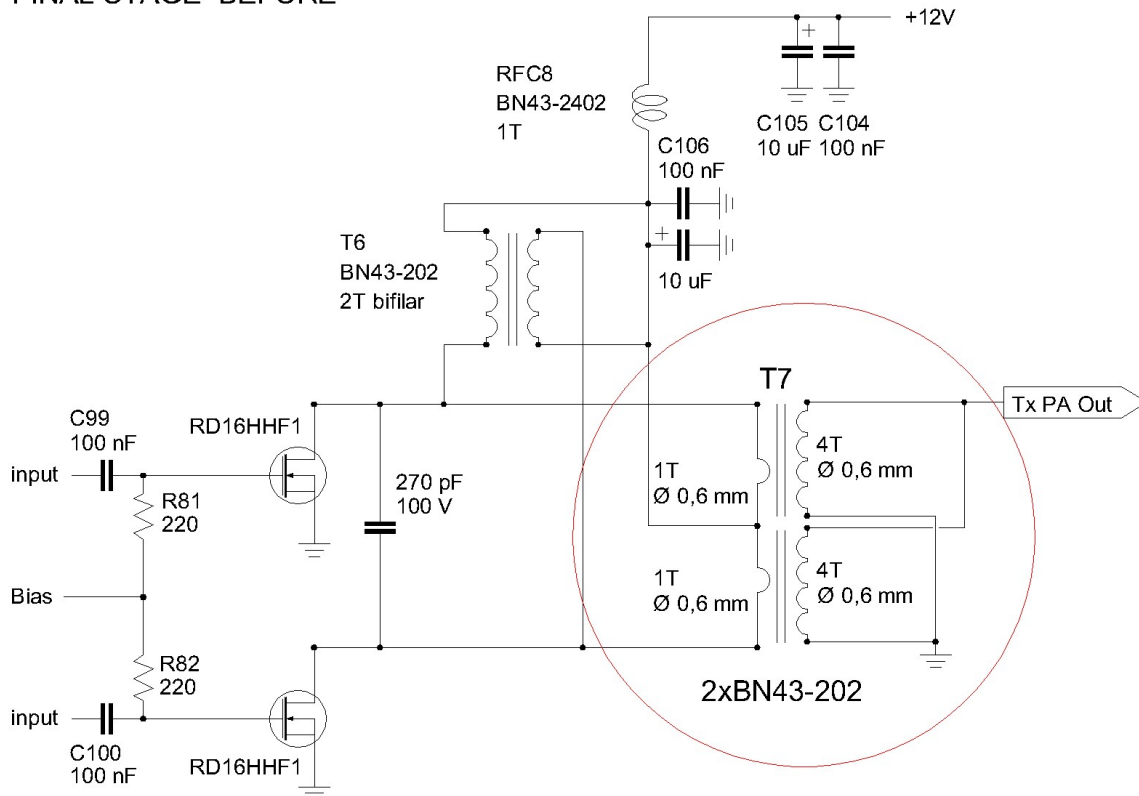 FINAL STAGE BEFORE
+12V
+
RFC8
BN43-2402
1T
C105
10 uF
C104
100 nF
C106
100 nF
+
10 uF
T6
BN43-202
2T bifilar
T7
Tx PA Out
C99
100 nF
RD16HHF1
input
R81
220
270 pF
100 V
1T
Ø 0,6 mm
4T
Ø 0,6 mm
1T
Ø 0,6 mm
4T
Ø 0,6 mm
Bias
R82
220
input
C100
100 nF
RD16HHF1
2xBN43-202